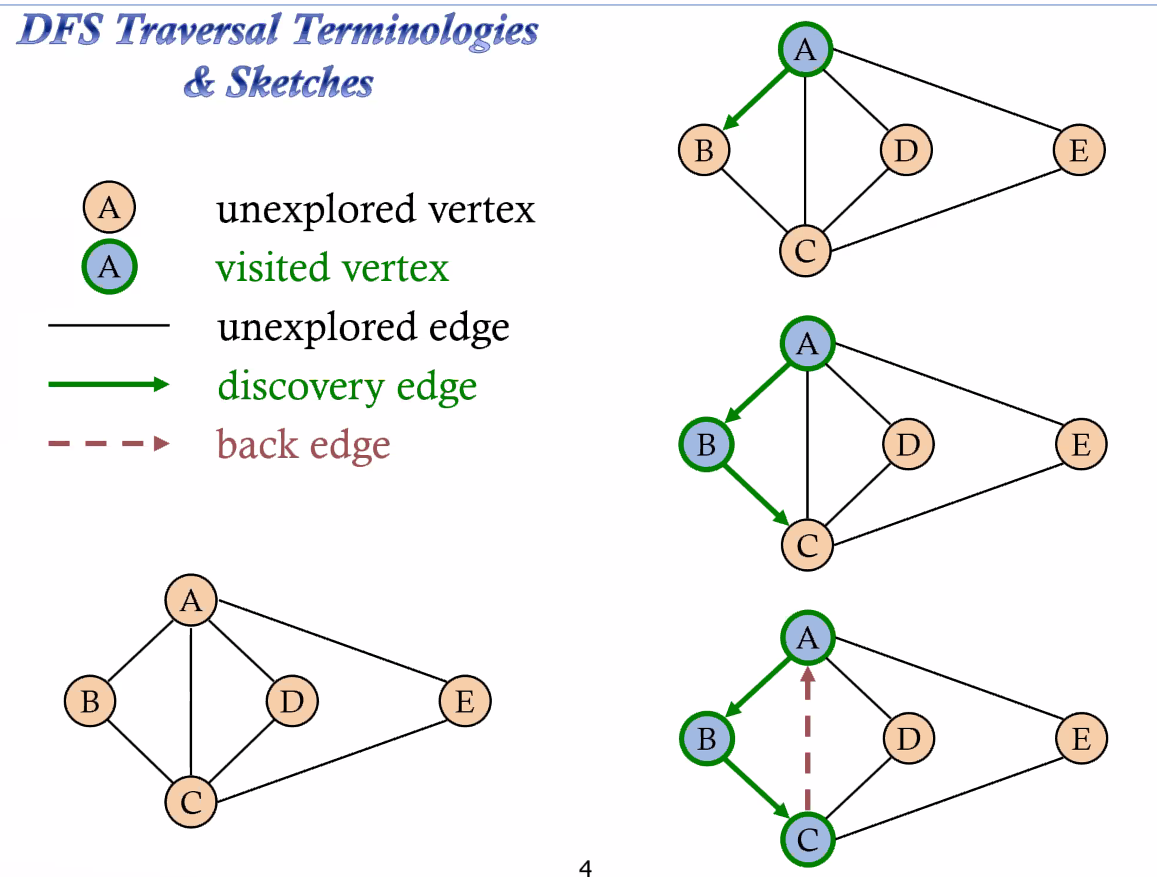 DFS Traversal Terminologies
& Sketches
A unexplored vertex
A visited vertex
unexplored edge
discovery edge
back edge
A
B
D
E
C
A
B
D
E
C
A
B
D
E
C
A
B
D
E
C
4